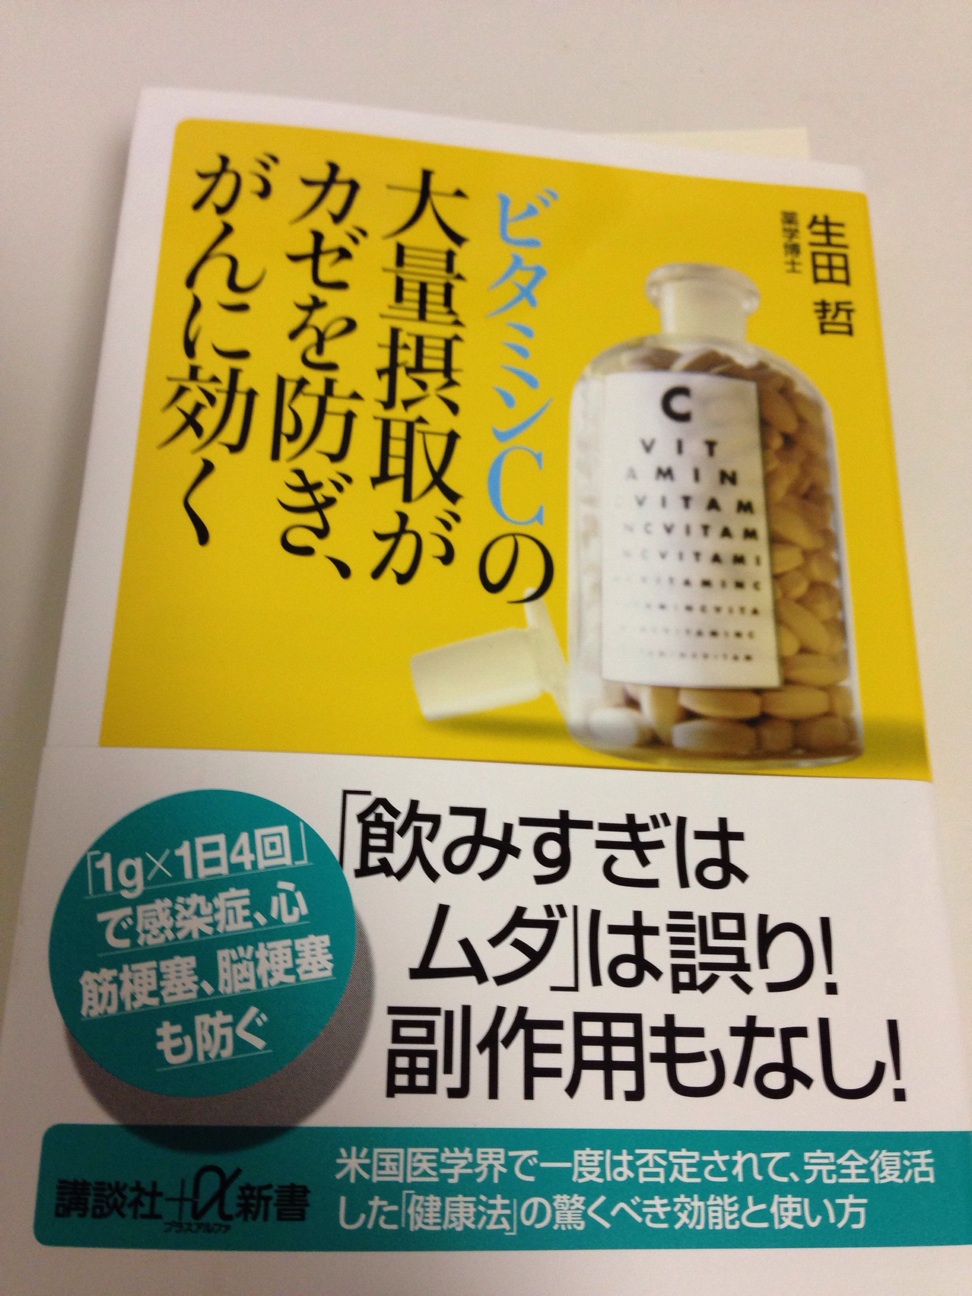 生田 哲
薬学博士
ビタミンCの
大量摂取が
カゼを防ぎ、
がんに効く
C
VIT
AMIN
VITAM
NCVITAM
CVITAMI
VITAMINC
MINCVITA
「1g×1日4回」
で感染症、心
筋梗塞、脳梗塞
も防ぐ
「飲みすぎは
ムダ」は誤り!
副作用もなし!
講談社+α新書
プラスアルファ
米国医学界で一度は否定されて、完全復活
した「健康法」の驚くべき効能と使い方